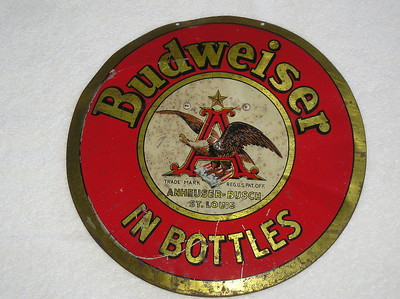 Budweiser
A
TRADE MARK REG.U.S.PAT.OFF.
ANHEUSER-BUSCH
ST. LOUIS
IN BOTTLES